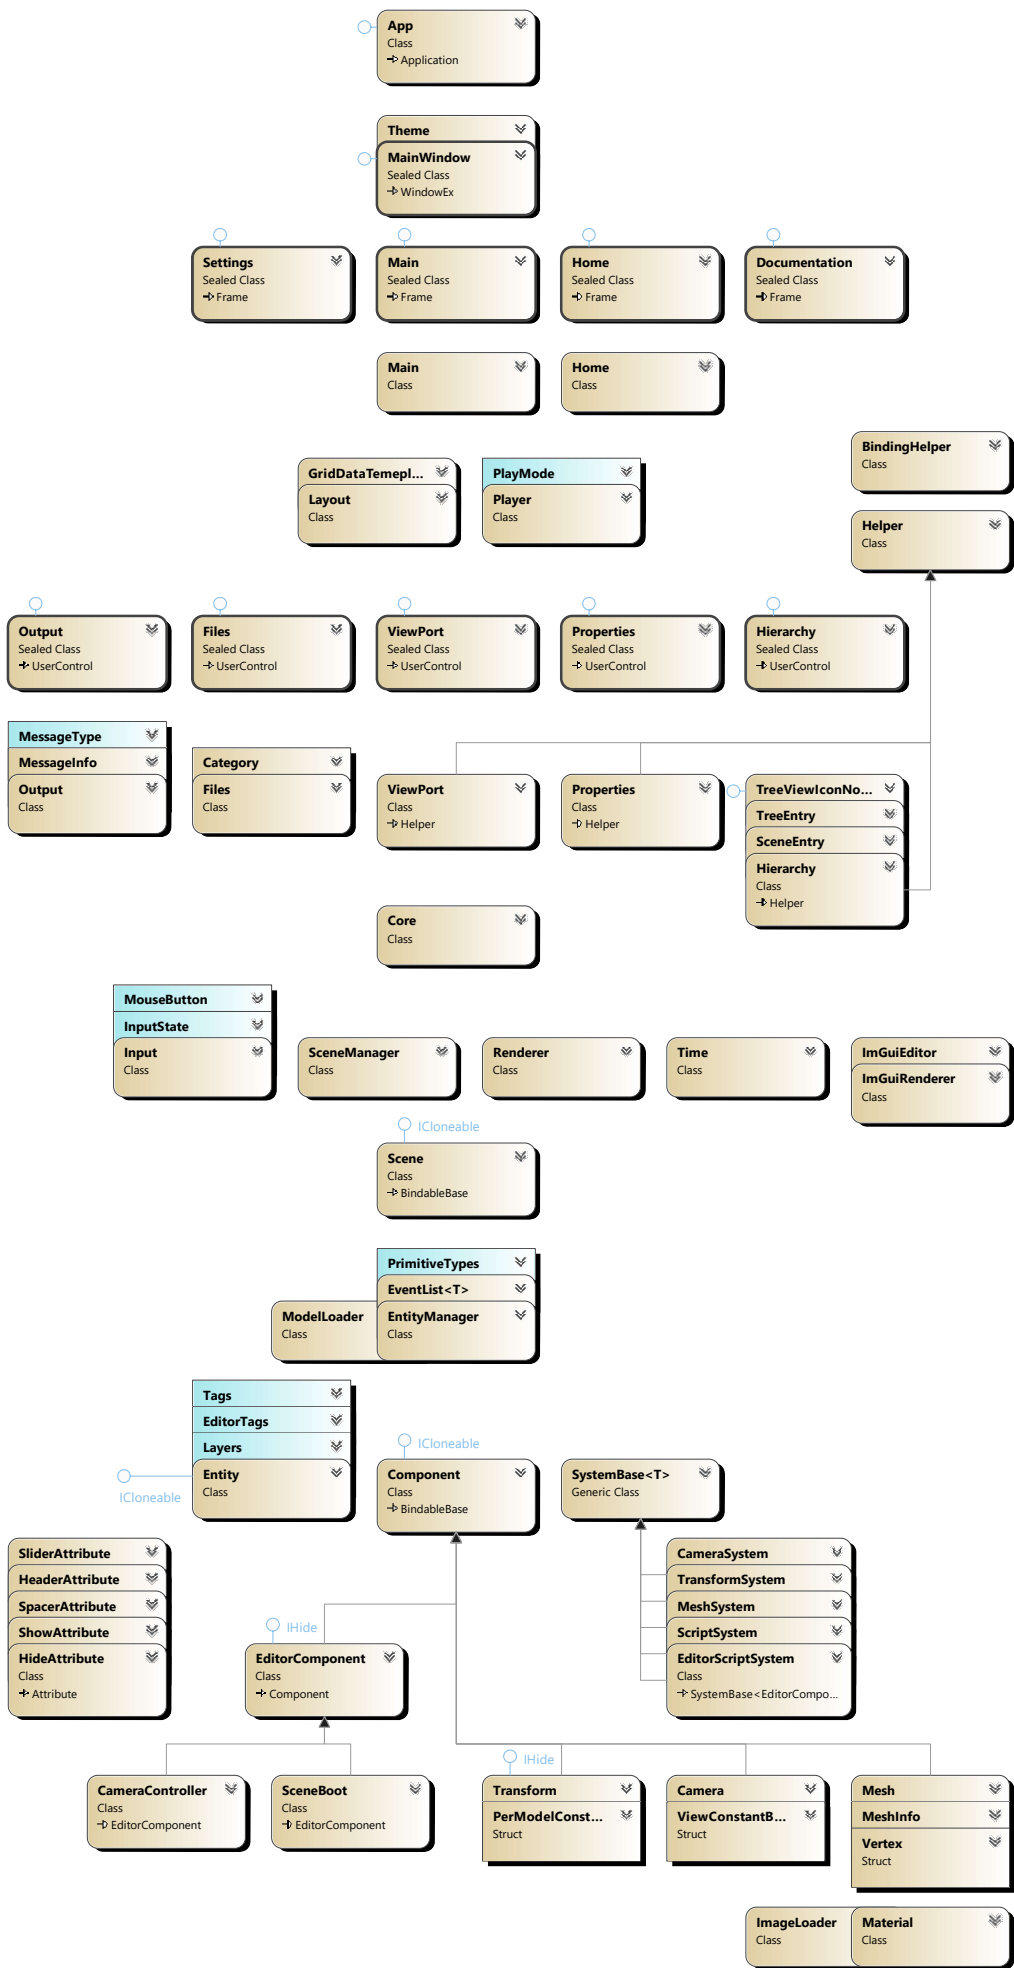 App
Class
Application
Theme
MainWindow
Sealed Class
WindowEx
Settings
Sealed Class
Frame
Main
Sealed Class
Frame
Home
Sealed Class
Frame
Documentation
Sealed Class
Frame
Main
Class
Home
Class
BindingHelper
Class
GridDataTemepl...
Layout
Class
PlayMode
Player
Class
Helper
Class
Output
Sealed Class
UserControl
Files
Sealed Class
UserControl
ViewPort
Sealed Class
UserControl
Properties
Sealed Class
UserControl
Hierarchy
Sealed Class
UserControl
MessageType
MessageInfo
Output
Class
Category
Files
Class
ViewPort
Class
Helper
Properties
Class
Helper
TreeViewIconNo...
TreeEntry
SceneEntry
Hierarchy
Class
Helper
Core
Class
MouseButton
InputState
Input
Class
SceneManager
Class
Renderer
Class
Time
Class
ImGuiEditor
ImGuiRenderer
Class
ICloneable
Scene
Class
BindableBase
PrimitiveTypes
EventList<T>
ModelLoader
Class
EntityManager
Class
Tags
EditorTags
Layers
Entity
Class
ICloneable
ICloneable
Component
Class
BindableBase
SystemBase<T>
Generic Class
SliderAttribute
HeaderAttribute
SpacerAttribute
ShowAttribute
HideAttribute
Class
Attribute
CameraSystem
TransformSystem
MeshSystem
ScriptSystem
EditorScriptSystem
Class
SystemBase<EditorCompo...
IHide
EditorComponent
Class
Component
CameraController
Class
EditorComponent
SceneBoot
Class
EditorComponent
IHide
Transform
PerModelConst...
Struct
Camera
ViewConstantB...
Struct
Mesh
MeshInfo
Vertex
Struct
ImageLoader
Class
Material
Class